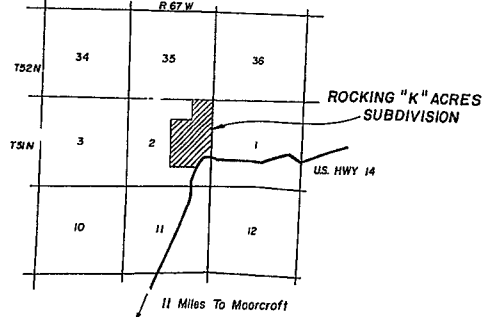 R 67 W
34 35 36
T52N
ROCKING "K" ACRES
SUBDIVISION
T51N 3 2 1
U.S. HWY 14
10 11 12
11 Miles To Moorcroft